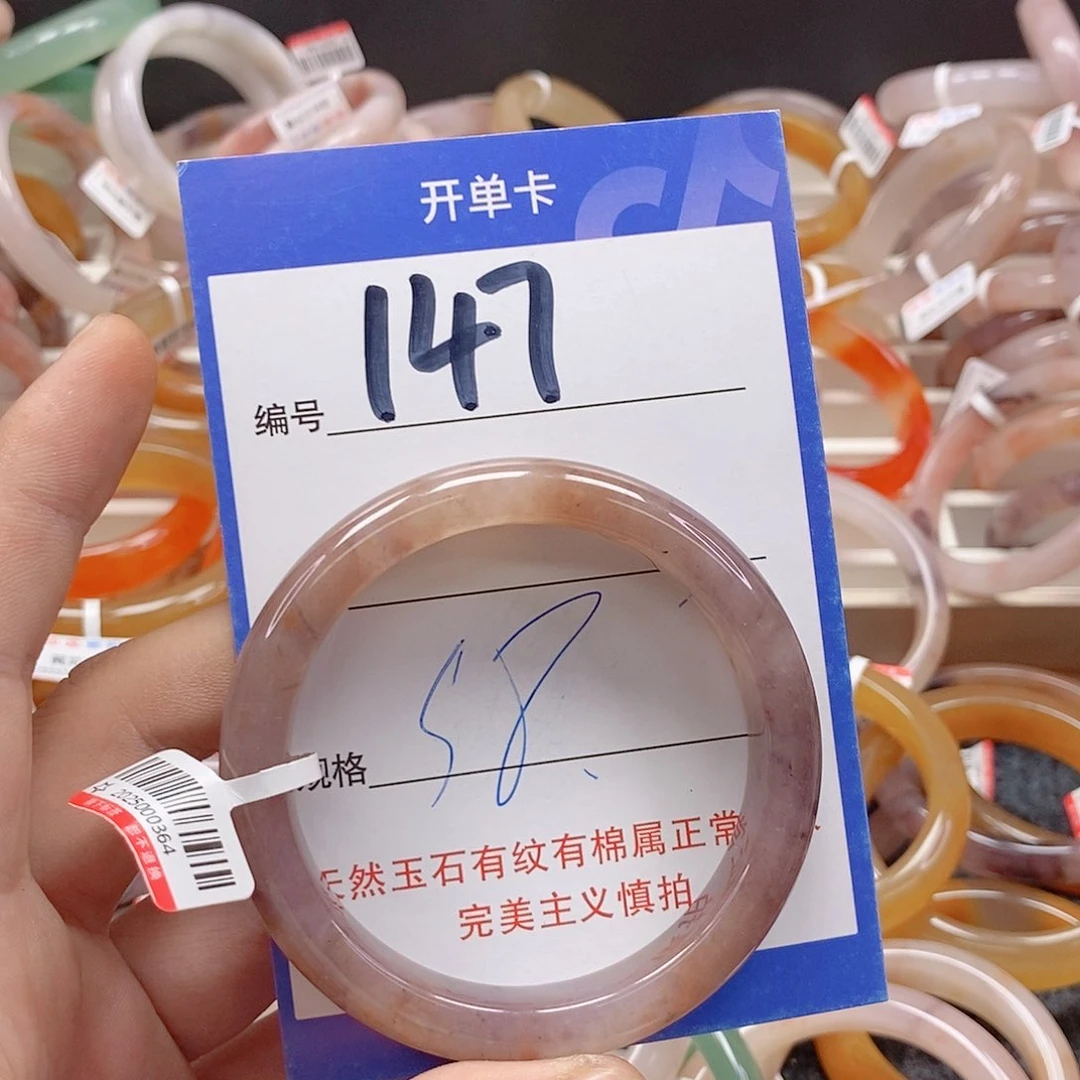 开单卡
编号 147
规格 58
天然玉石有纹有棉属正常
完美主义慎拍
2025000364